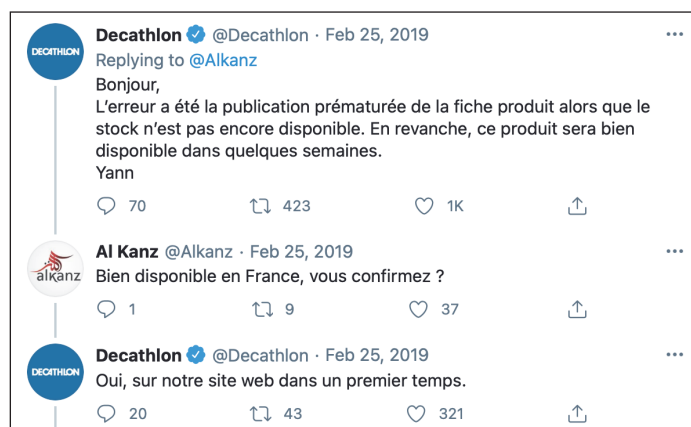 DECATHLON
Decathlon @Decathlon · Feb 25, 2019
Replying to @Alkanz
Bonjour,
L'erreur a été la publication prématurée de la fiche produit alors que le
stock n'est pas encore disponible. En revanche, ce produit sera bien
disponible dans quelques semaines.
Yann
70 423 1K
alkanz
Al Kanz @Alkanz · Feb 25, 2019
Bien disponible en France, vous confirmez ?
1 9 37
DECATHLON
Decathlon @Decathlon · Feb 25, 2019
Oui, sur notre site web dans un premier temps.
20 43 321